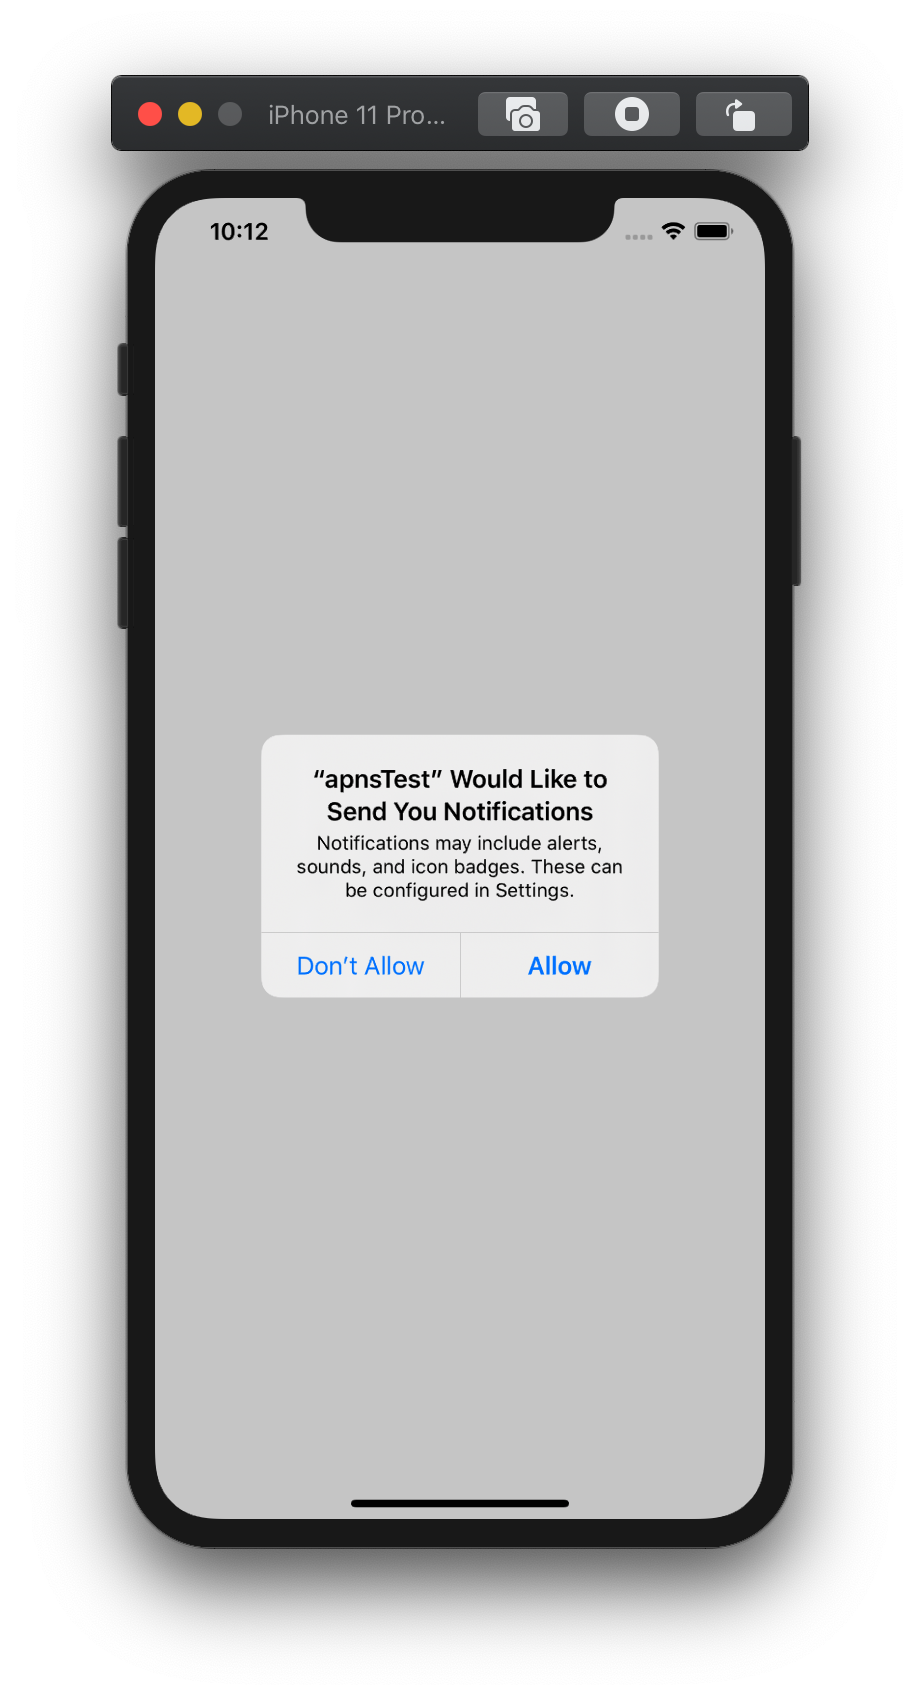 iPhone 11 Pro...
10:12
“apnsTest” Would Like to
Send You Notifications
Notifications may include alerts,
sounds, and icon badges. These can
be configured in Settings.
Don’t Allow
Allow